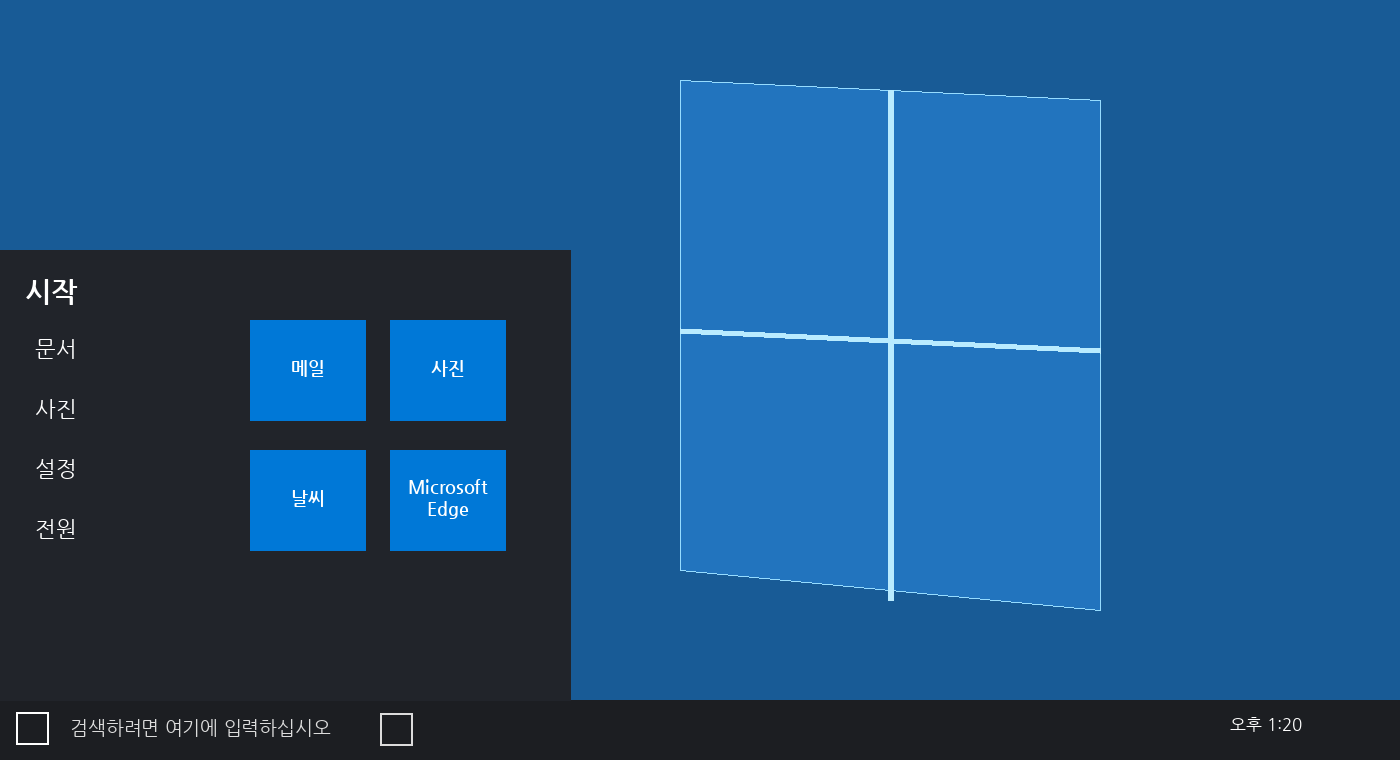 시작
문서
사진
설정
전원
메일
사진
날씨
Microsoft
Edge
검색하려면 여기에 입력하십시오
오후 1:20